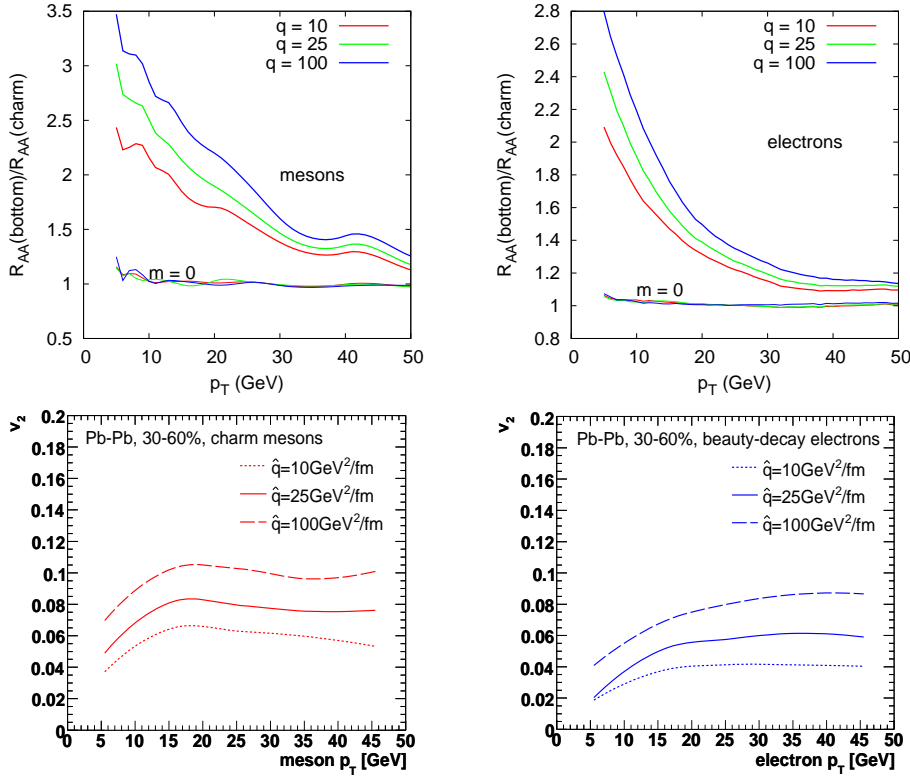 3.5
3
2.5
2
1.5
1
0.5
R_AA(bottom)/R_AA(charm)
q = 10
q = 25
q = 100
mesons
m = 0
0 10 20 30 40 50
p_T (GeV)
2.8
2.6
2.4
2.2
2
1.8
1.6
1.4
1.2
1
0.8
R_AA(bottom)/R_AA(charm)
q = 10
q = 25
q = 100
electrons
m = 0
0 10 20 30 40 50
p_T (GeV)
v_2
0.2
0.18
0.16
0.14
0.12
0.1
0.08
0.06
0.04
0.02
0
Pb-Pb, 30-60%, charm mesons
q̂=10GeV²/fm
q̂=25GeV²/fm
q̂=100GeV²/fm
0 5 10 15 20 25 30 35 40 45 50
meson p_T [GeV]
v_2
0.2
0.18
0.16
0.14
0.12
0.1
0.08
0.06
0.04
0.02
0
Pb-Pb, 30-60%, beauty-decay electrons
q̂=10GeV²/fm
q̂=25GeV²/fm
q̂=100GeV²/fm
0 5 10 15 20 25 30 35 40 45 50
electron p_T [GeV]